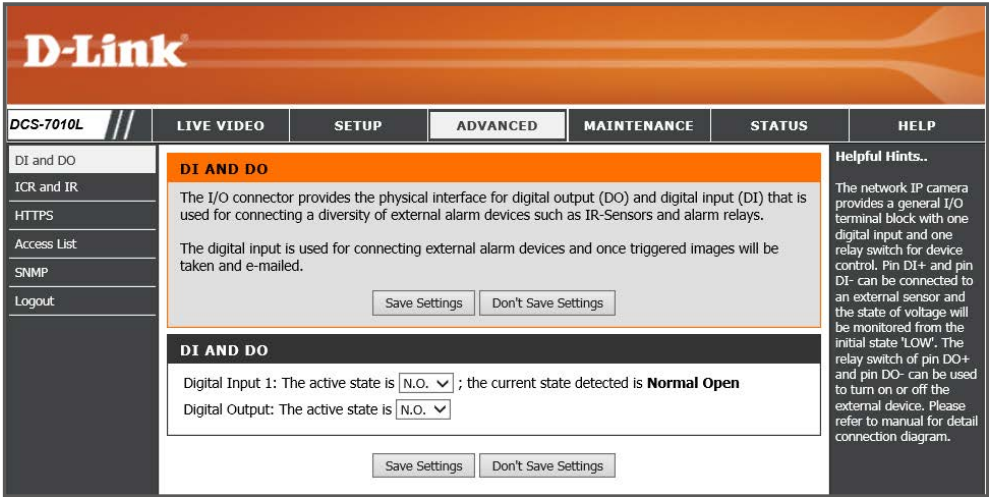 D-Link
DCS-7010L
LIVE VIDEO
SETUP
ADVANCED
MAINTENANCE
STATUS
HELP
DI and DO
ICR and IR
HTTPS
Access List
SNMP
Logout
DI AND DO
The I/O connector provides the physical interface for digital output (DO) and digital input (DI) that is
used for connecting a diversity of external alarm devices such as IR-Sensors and alarm relays.
The digital input is used for connecting external alarm devices and once triggered images will be
taken and e-mailed.
Save Settings
Don't Save Settings
DI AND DO
Digital Input 1: The active state is N.O. ; the current state detected is Normal Open
Digital Output: The active state is N.O.
Save Settings
Don't Save Settings
Helpful Hints..
The network IP camera
provides a general I/O
terminal block with one
digital input and one
relay switch for device
control. Pin DI+ and pin
DI- can be connected to
an external sensor and
the state of voltage will
be monitored from the
initial state 'LOW'. The
relay switch of pin DO+
and pin DO- can be used
to turn on or off the
external device. Please
refer to manual for detail
connection diagram.